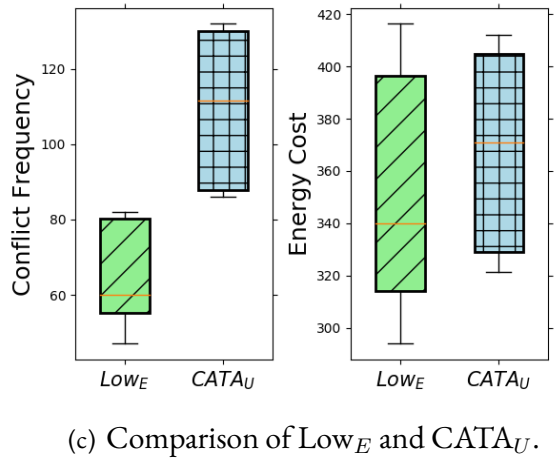 Conflict Frequency
120
100
80
60
Low_E CATA_U
Energy Cost
420
400
380
360
340
320
300
Low_E CATA_U
(c) Comparison of Low_E and CATA_U.